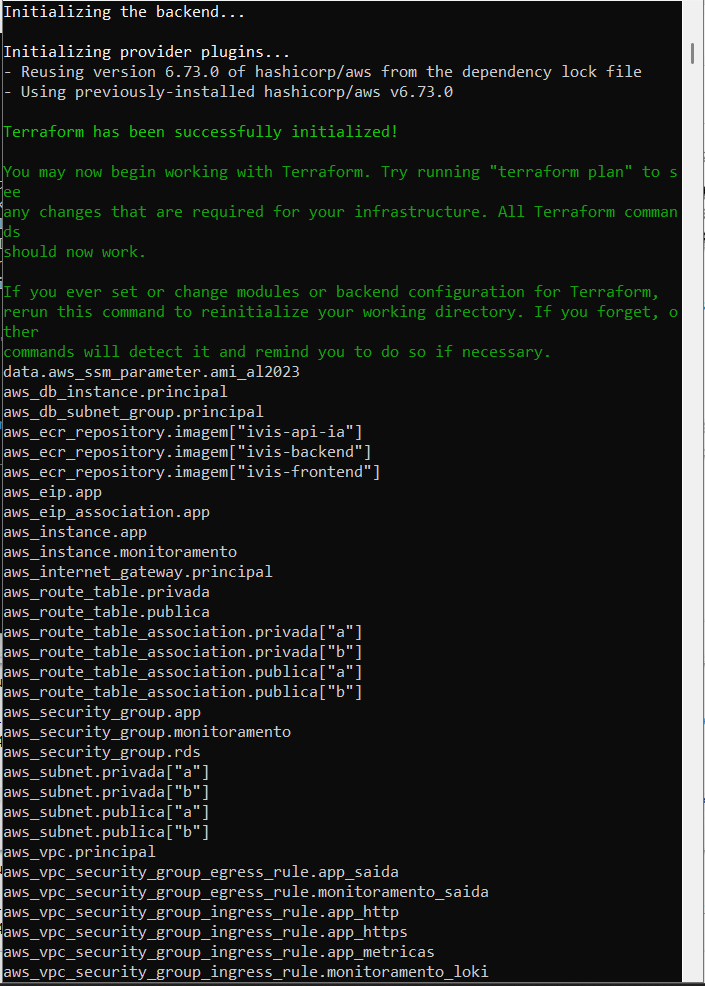 Initializing the backend...
Initializing provider plugins...
- Reusing version 6.73.0 of hashicorp/aws from the dependency lock file
- Using previously-installed hashicorp/aws v6.73.0
Terraform has been successfully initialized!
You may now begin working with Terraform. Try running "terraform plan" to s
ee
any changes that are required for your infrastructure. All Terraform comman
ds
should now work.
If you ever set or change modules or backend configuration for Terraform,
rerun this command to reinitialize your working directory. If you forget, o
ther
commands will detect it and remind you to do so if necessary.
data.aws_ssm_parameter.ami_al2023
aws_db_instance.principal
aws_db_subnet_group.principal
aws_ecr_repository.imagem["ivis-api-ia"]
aws_ecr_repository.imagem["ivis-backend"]
aws_ecr_repository.imagem["ivis-frontend"]
aws_eip.app
aws_eip_association.app
aws_instance.app
aws_instance.monitoramento
aws_internet_gateway.principal
aws_route_table.privada
aws_route_table.publica
aws_route_table_association.privada["a"]
aws_route_table_association.privada["b"]
aws_route_table_association.publica["a"]
aws_route_table_association.publica["b"]
aws_security_group.app
aws_security_group.monitoramento
aws_security_group.rds
aws_subnet.privada["a"]
aws_subnet.privada["b"]
aws_subnet.publica["a"]
aws_subnet.publica["b"]
aws_vpc.principal
aws_vpc_security_group_egress_rule.app_saida
aws_vpc_security_group_egress_rule.monitoramento_saida
aws_vpc_security_group_ingress_rule.app_http
aws_vpc_security_group_ingress_rule.app_https
aws_vpc_security_group_ingress_rule.app_metricas
aws_vpc_security_group_ingress_rule.monitoramento_loki